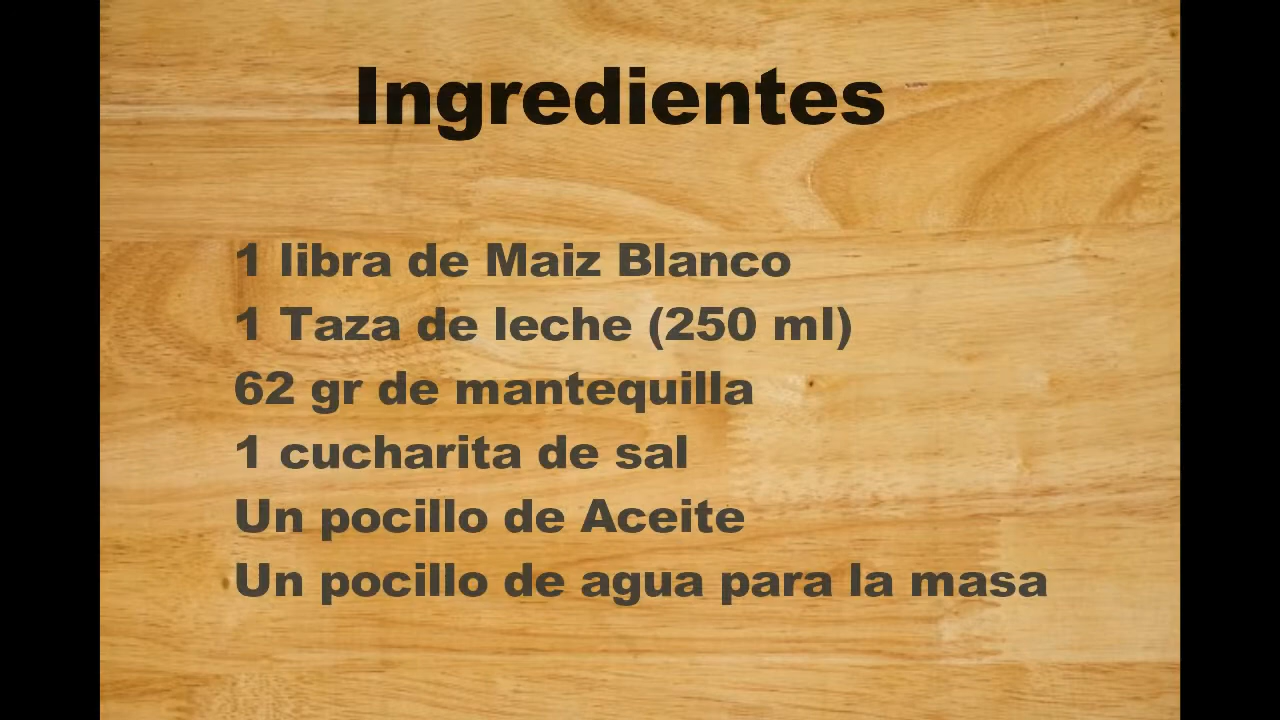 Ingredientes
1 libra de Maiz Blanco
1 Taza de leche (250 ml)
62 gr de mantequilla
1 cucharita de sal
Un pocillo de Aceite
Un pocillo de agua para la masa